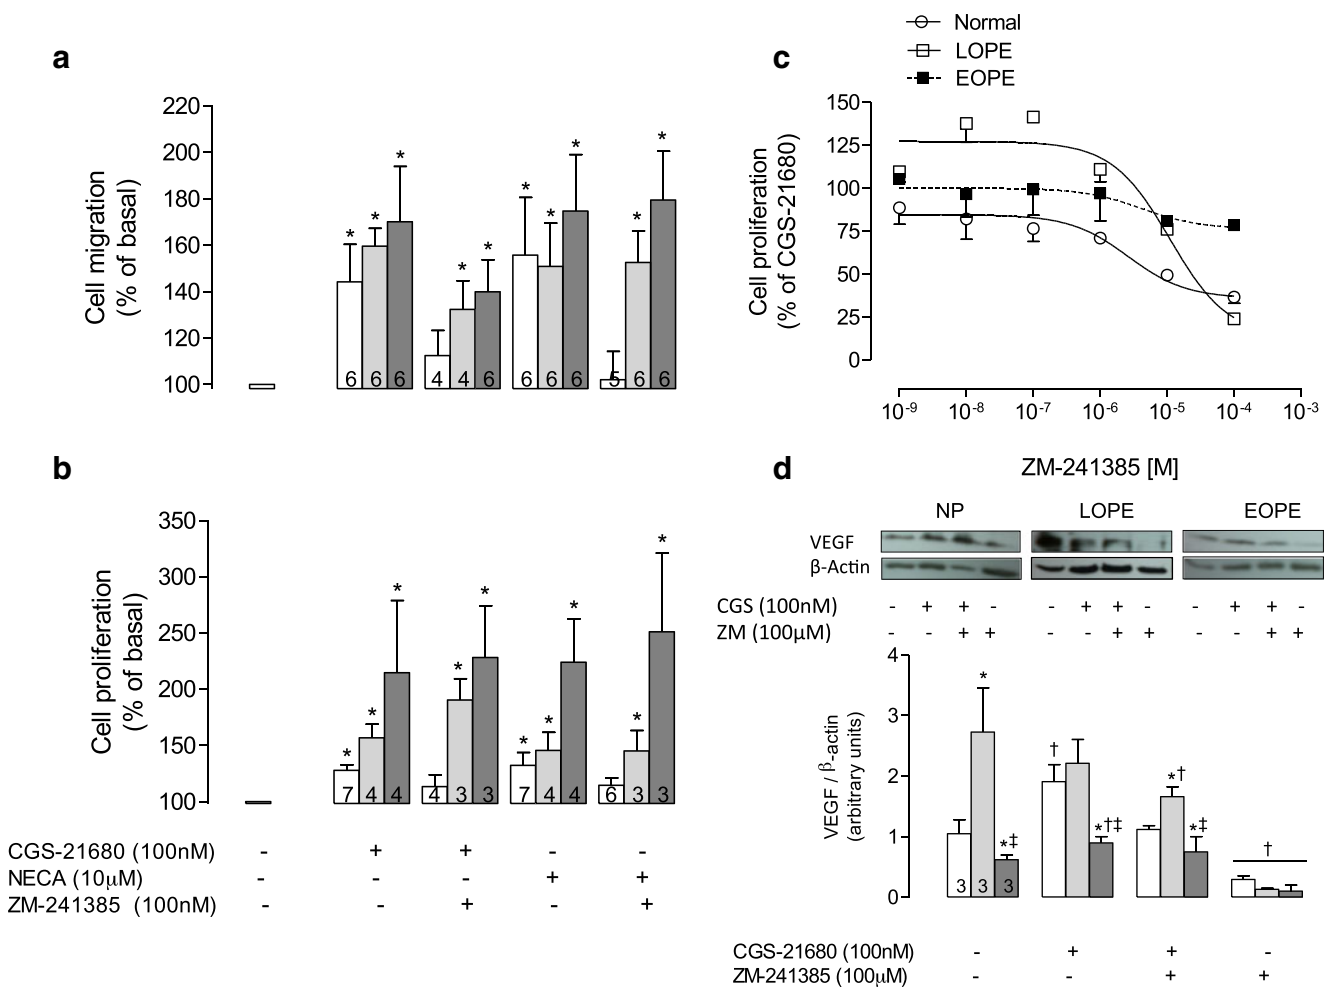 a
220
200
180
160
140
120
100
Cell migration
(% of basal)
* * *
* *
* * *
* *
6 6 6
4 4 6
6 6 6
5 6 6
b
350
300
250
200
150
100
Cell proliferation
(% of basal)
* * *
* *
* * *
* *
7 4 4
4 3 3
7 4 4
6 3 3
CGS-21680 (100nM) - + + - -
NECA (10μM) - - - + +
ZM-241385 (100nM) - - + - +
c
Normal
LOPE
EOPE
150
125
100
75
50
25
0
Cell proliferation
(% of CGS-21680)
10-9 10-8 10-7 10-6 10-5 10-4 10-3
ZM-241385 [M]
d
NP LOPE EOPE
VEGF
β-Actin
CGS (100nM) - + + - - + + - - + + -
ZM (100μM) - - + + - - + + - - + +
4
3
2
1
0
VEGF / β-actin
(arbitrary units)
*
*‡
†
*†‡
*†
*‡
†
3 3 3
CGS-21680 (100nM) - + + -
ZM-241385 (100μM) - - + +